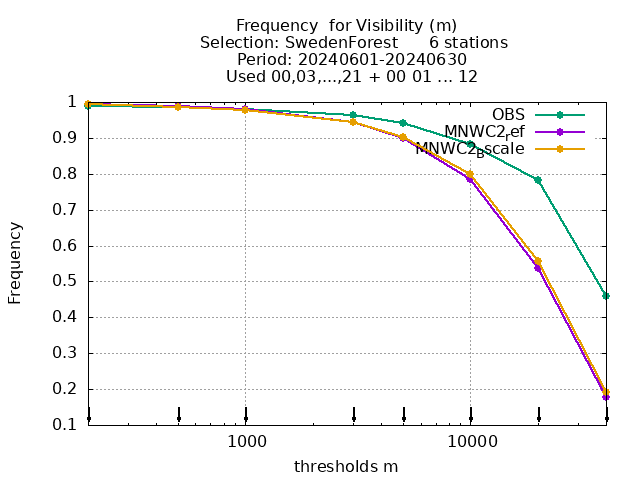 Frequency  for Visibility (m)
Selection: SwedenForest      6 stations
Period: 20240601-20240630
Used 00,03,...,21 + 00 01 ... 12
OBS
MNWC2ref
MNWC2Bscale
1
0.9
0.8
0.7
0.6
0.5
0.4
0.3
0.2
0.1
Frequency
1000
10000
thresholds m